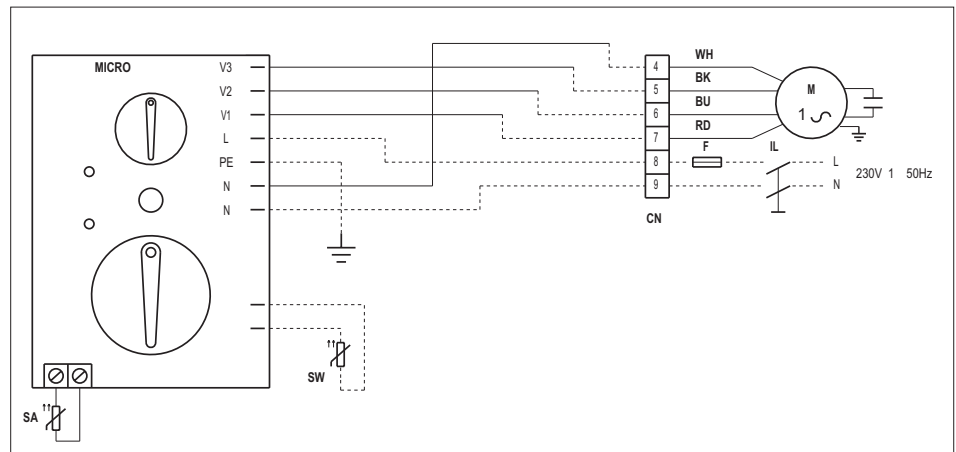 MICRO
V3
V2
V1
L
PE
N
N
4
5
6
7
8
9
CN
WH
BK
BU
RD
F
IL
M
1
L
N
230V 1 50Hz
SW
SA